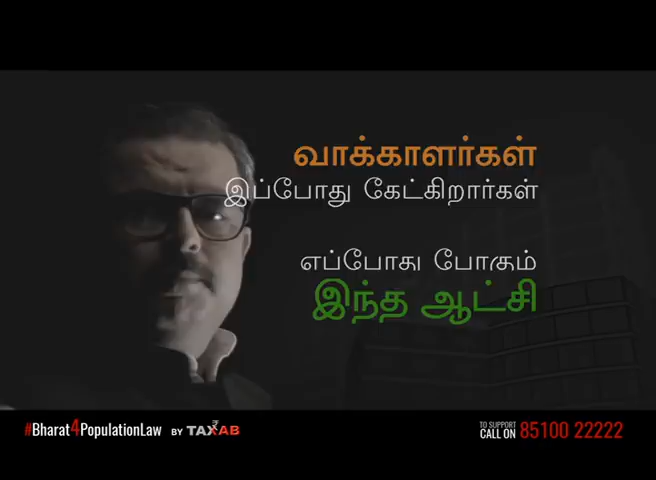 வாக்காளர்கள்
இப்போது கேட்கிறார்கள்
எப்போது போகும்
இந்த ஆட்சி
#Bharat4PopulationLaw BY TAXAB
TO SUPPORT
CALL ON 85100 22222